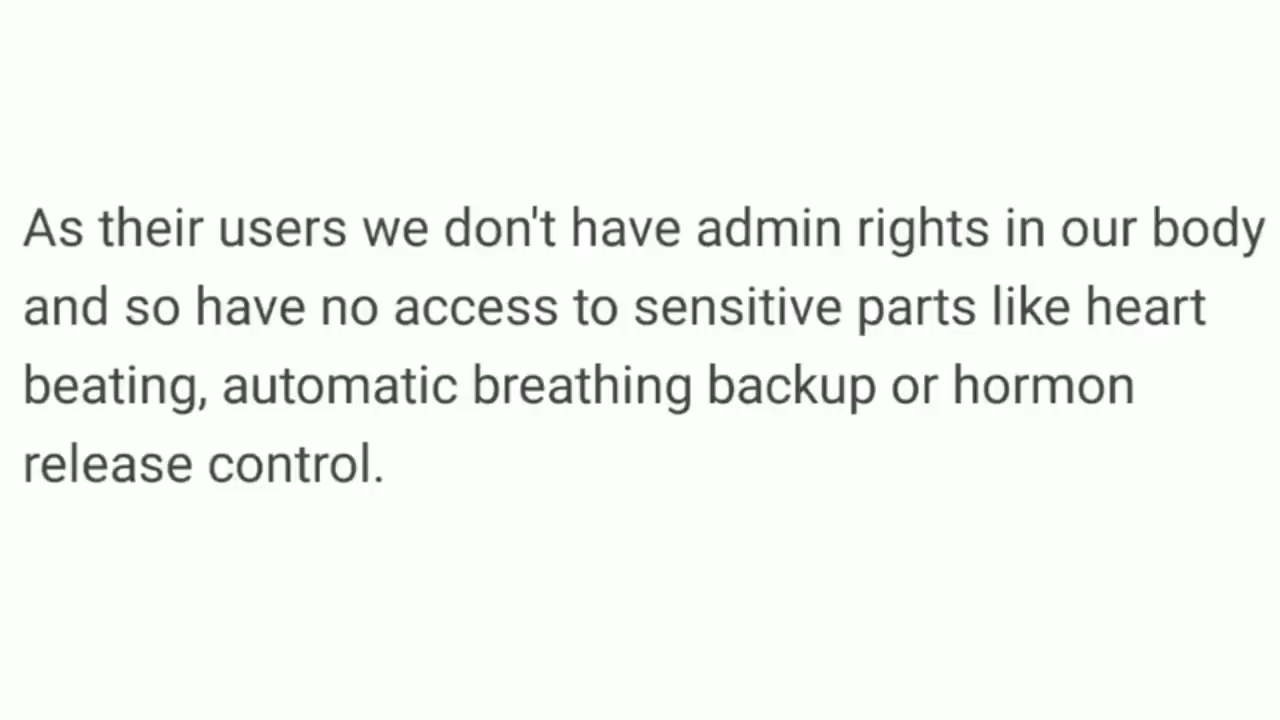 As their users we don't have admin rights in our body
and so have no access to sensitive parts like heart
beating, automatic breathing backup or hormon
release control.